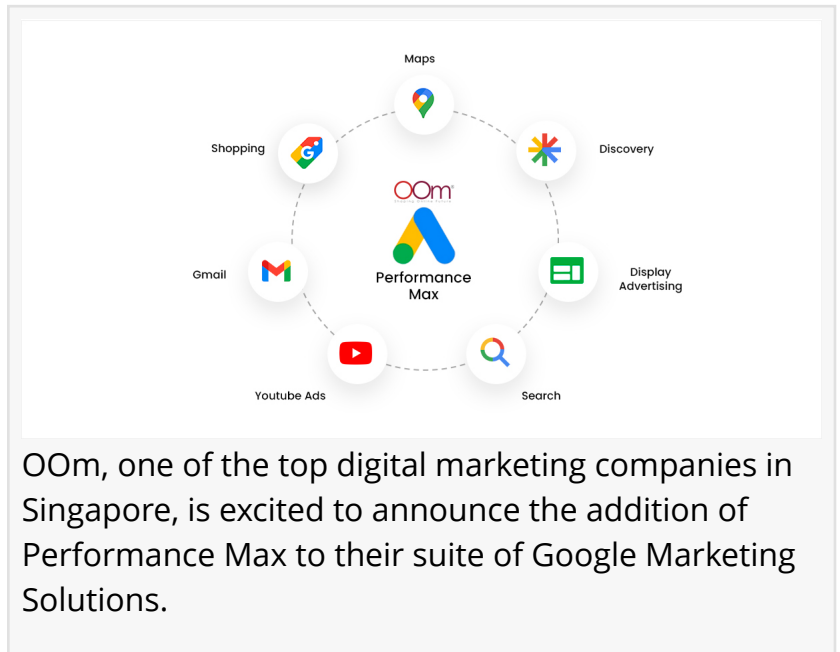 Maps
Shopping
Discovery
OOm
Gmail
Performance
Max
Display
Advertising
Youtube Ads
Search
OOm, one of the top digital marketing companies in
Singapore, is excited to announce the addition of
Performance Max to their suite of Google Marketing
Solutions.